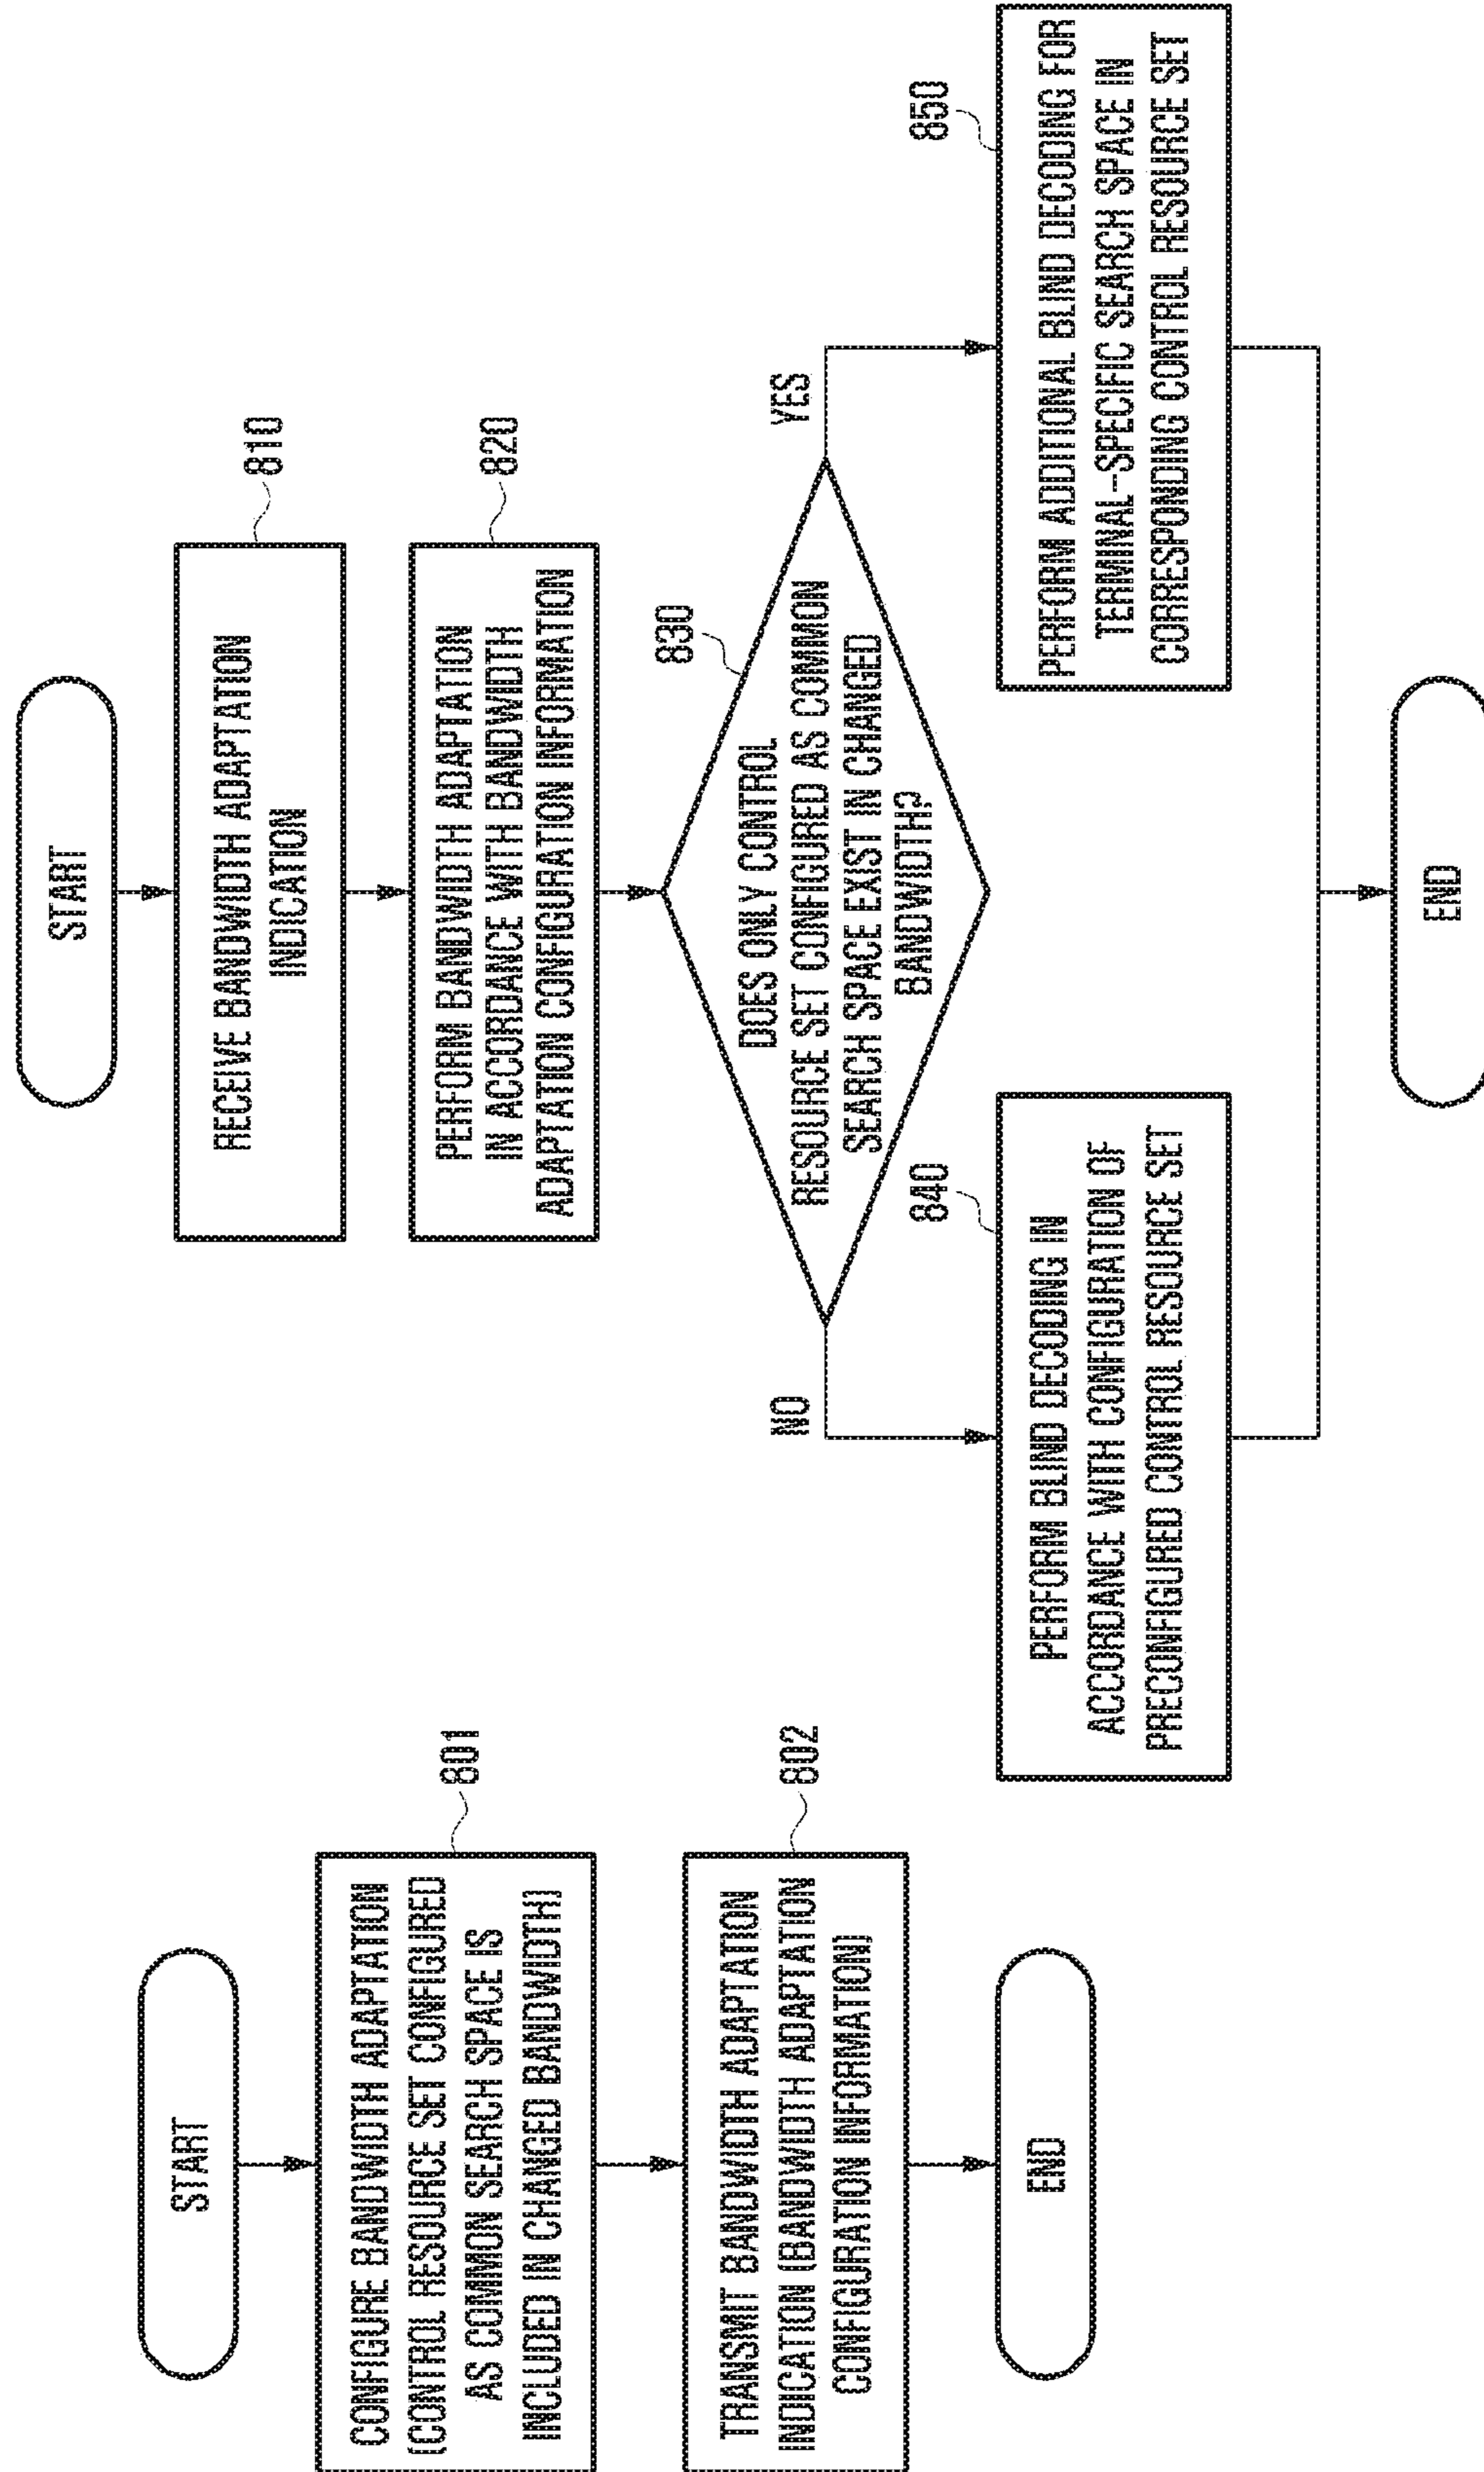 START
CONFIGURE BANDWIDTH ADAPTATION
(CONTROL RESOURCE SET CONFIGURED
AS COMMON SEARCH SPACE IS
INCLUDED IN CHANGED BANDWIDTH)
801
TRANSMIT BANDWIDTH ADAPTATION
INDICATION (BANDWIDTH ADAPTATION
CONFIGURATION INFORMATION)
802
END
START
RECEIVE BANDWIDTH ADAPTATION
INDICATION
810
PERFORM BANDWIDTH ADAPTATION
IN ACCORDANCE WITH BANDWIDTH
ADAPTATION CONFIGURATION INFORMATION
820
DOES ONLY CONTROL
RESOURCE SET CONFIGURED AS COMMON
SEARCH SPACE EXIST IN CHANGED
BANDWIDTH?
830
NO
YES
PERFORM BLIND DECODING IN
ACCORDANCE WITH CONFIGURATION OF
PRECONFIGURED CONTROL RESOURCE SET
840
PERFORM ADDITIONAL BLIND DECODING FOR
TERMINAL-SPECIFIC SEARCH SPACE IN
CORRESPONDING CONTROL RESOURCE SET
850
END